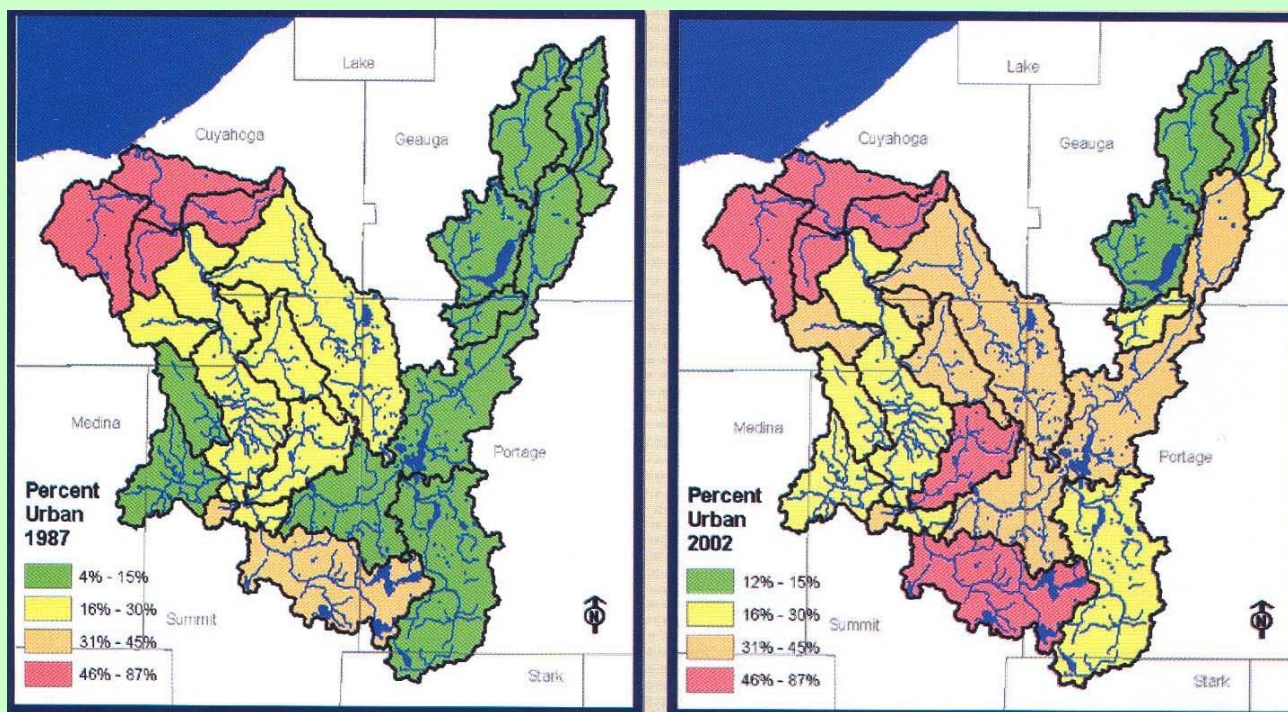 Lake
Cuyahoga
Geauga
Medina
Portage
Percent
Urban
1987
4% - 15%
16% - 30%
31% - 45%
46% - 87%
Summit
N
Stark
Lake
Cuyahoga
Geauga
Medina
Portage
Percent
Urban
2002
12% - 15%
16% - 30%
31% - 45%
46% - 87%
Summit
N
Stark